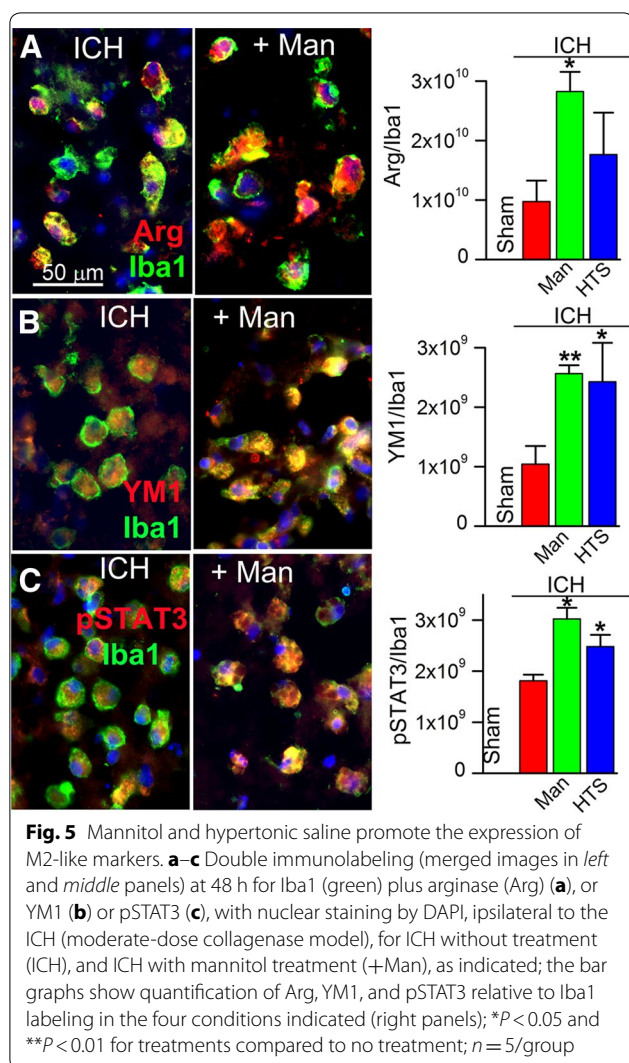 A ICH + Man
Arg
Iba1
50 μm
ICH
Arg/Iba1
3x10¹⁰
2x10¹⁰
1x10¹⁰
0
Sham
Man
HTS
*
B ICH + Man
YM1
Iba1
ICH
YM1/Iba1
3x10⁹
2x10⁹
1x10⁹
0
Sham
Man
HTS
**
*
C ICH + Man
pSTAT3
Iba1
ICH
pSTAT3/Iba1
3x10⁹
2x10⁹
1x10⁹
0
Sham
Man
HTS
*
*
Fig. 5 Mannitol and hypertonic saline promote the expression of
M2-like markers. a–c Double immunolabeling (merged images in left
and middle panels) at 48 h for Iba1 (green) plus arginase (Arg) (a), or
YM1 (b) or pSTAT3 (c), with nuclear staining by DAPI, ipsilateral to the
ICH (moderate-dose collagenase model), for ICH without treatment
(ICH), and ICH with mannitol treatment (+Man), as indicated; the bar
graphs show quantification of Arg, YM1, and pSTAT3 relative to Iba1
labeling in the four conditions indicated (right panels); *P < 0.05 and
**P < 0.01 for treatments compared to no treatment; n = 5/group